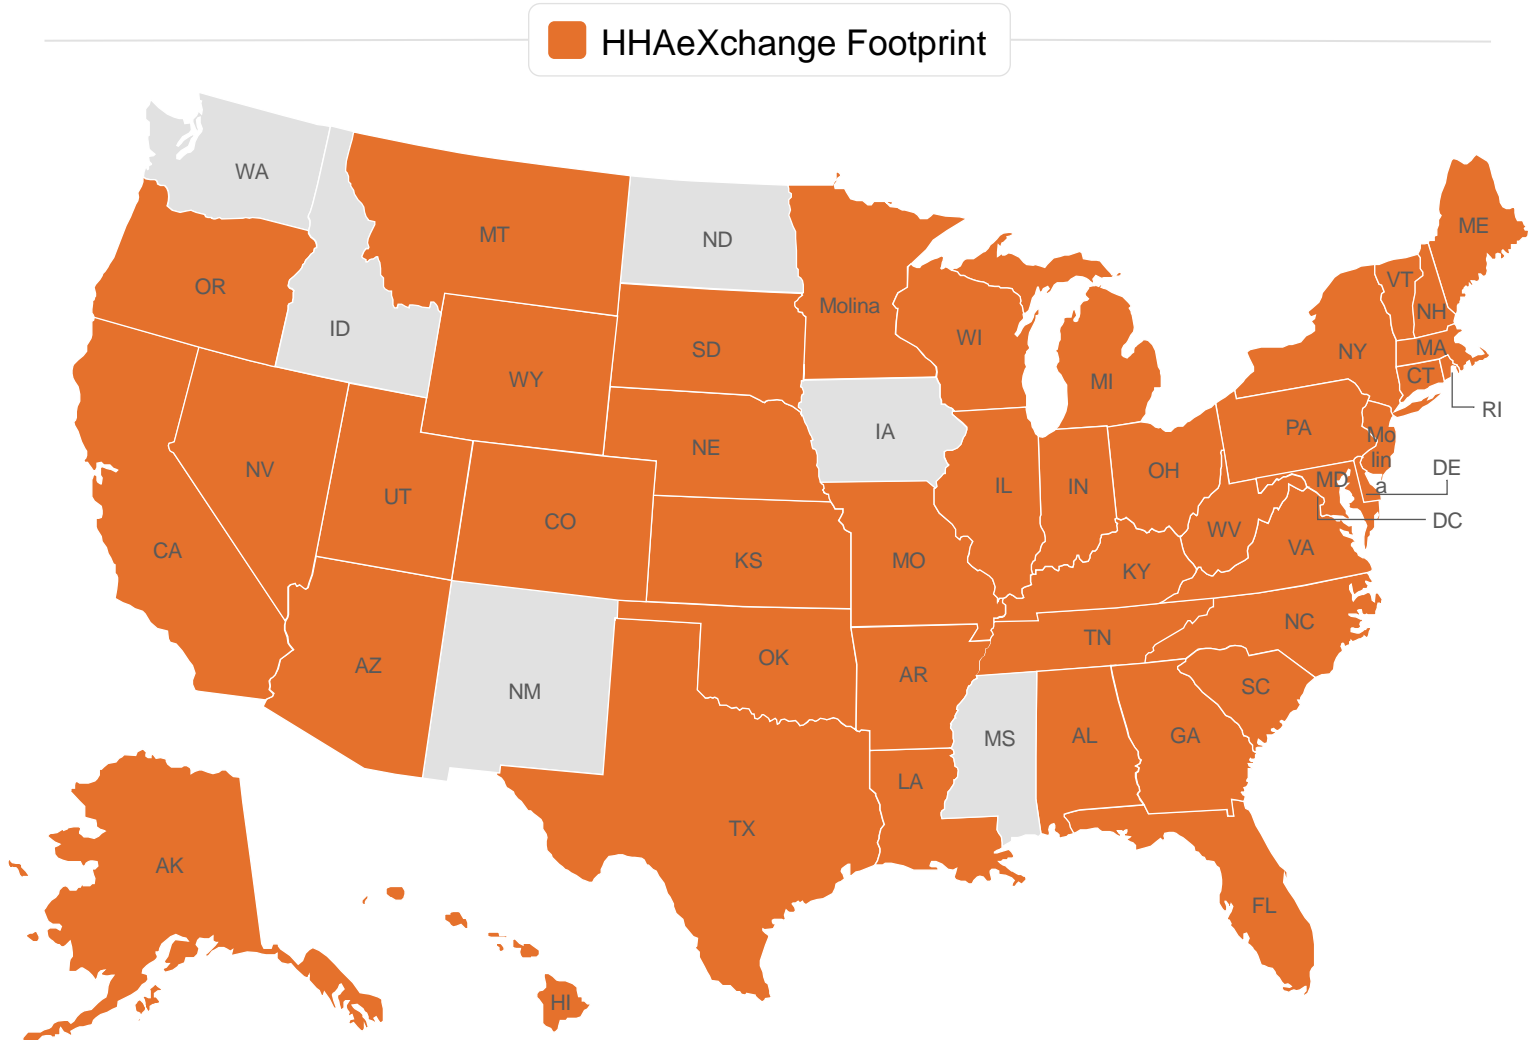 HHAeXchange Footprint
WA
MT
ND
ME
OR
VT
ID
Molina
NH
WI
SD
NY
MA
WY
MI
CT
RI
IA
PA
NE
Mo
lin
a
NV
OH
DE
UT
IL
IN
MD
CO
DC
WV
CA
KS
MO
VA
KY
NC
TN
AZ
OK
AR
SC
NM
MS
AL
GA
LA
TX
AK
FL
HI